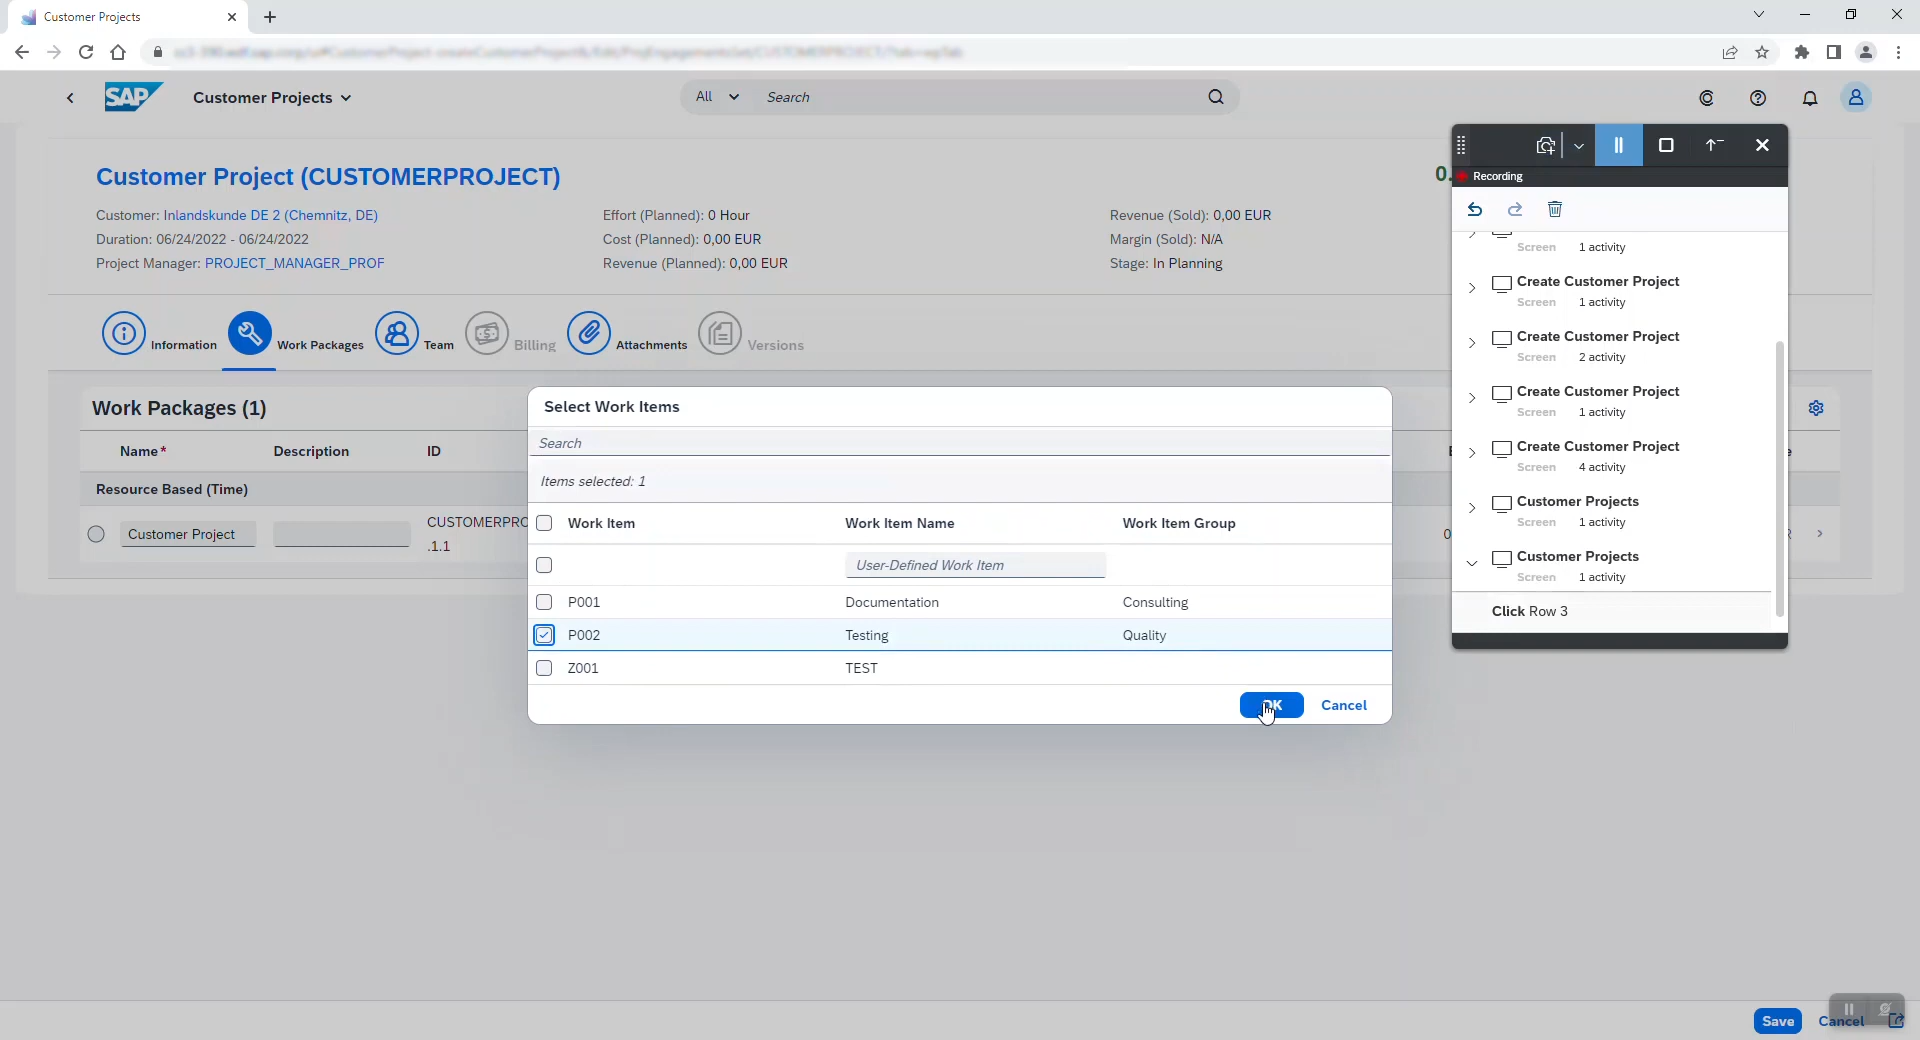 Customer Projects
SAP
Customer Projects
All
Search
Customer Project (CUSTOMERPROJECT)
0.
Customer: Inlandskunde DE 2 (Chemnitz, DE)
Effort (Planned): 0 Hour
Revenue (Sold): 0,00 EUR
Duration: 06/24/2022 - 06/24/2022
Cost (Planned): 0,00 EUR
Margin (Sold): N/A
Project Manager: PROJECT_MANAGER_PROF
Revenue (Planned): 0,00 EUR
Stage: In Planning
Information
Work Packages
Team
Billing
Attachments
Versions
Work Packages (1)
Name*
Description
ID
Resource Based (Time)
Customer Project
CUSTOMERPRO
.1.1
0
Select Work Items
Search
Items selected: 1
Work Item
Work Item Name
Work Item Group
User-Defined Work Item
P001
Documentation
Consulting
P002
Testing
Quality
Z001
TEST
OK
Cancel
Recording
Screen 1 activity
Create Customer Project
Screen 1 activity
Create Customer Project
Screen 2 activity
Create Customer Project
Screen 1 activity
Create Customer Project
Screen 4 activity
Customer Projects
Screen 1 activity
Customer Projects
Screen 1 activity
Click Row 3
Save
Cancel